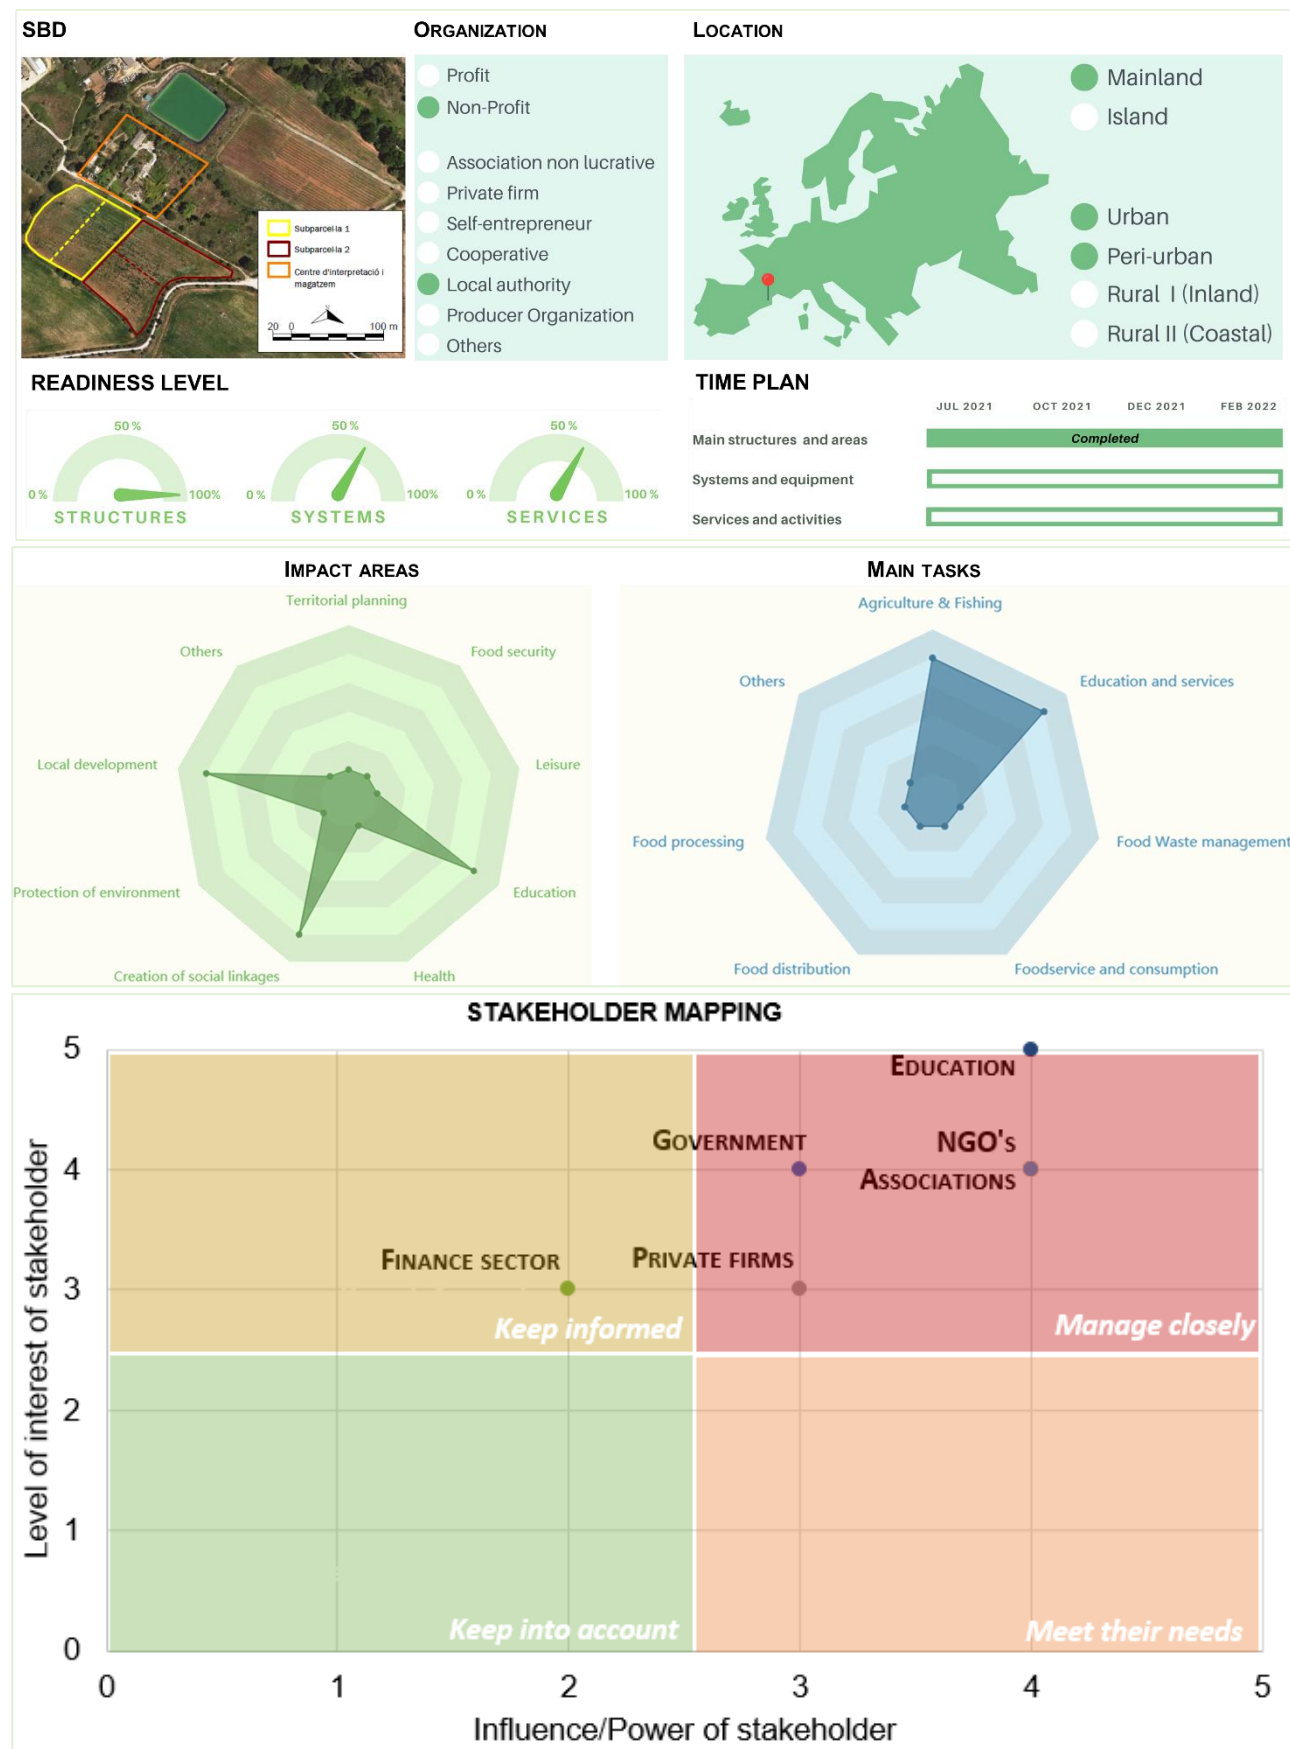 SBD
ORGANIZATION
LOCATION
Subparcel·la 1
Subparcel·la 2
Centre d'interpretació i
magatzem
20 0 100 m
Profit
Non-Profit
Association non lucrative
Private firm
Self-entrepreneur
Cooperative
Local authority
Producer Organization
Others
Mainland
Island
Urban
Peri-urban
Rural I (Inland)
Rural II (Coastal)
READINESS LEVEL
50 %
0 %
100%
STRUCTURES
50 %
0 %
100%
SYSTEMS
50 %
0 %
100 %
SERVICES
TIME PLAN
JUL 2021 OCT 2021 DEC 2021 FEB 2022
Main structures and areas
Completed
Systems and equipment
Services and activities
IMPACT AREAS
Territorial planning
Others
Food security
Local development
Leisure
Protection of environment
Education
Creation of social linkages
Health
MAIN TASKS
Agriculture & Fishing
Others
Education and services
Food processing
Food Waste management
Food distribution
Foodservice and consumption
STAKEHOLDER MAPPING
Level of interest of stakeholder
5
4
3
2
1
0
EDUCATION
GOVERNMENT
NGO's
ASSOCIATIONS
FINANCE SECTOR
PRIVATE FIRMS
Keep informed
Manage closely
Keep into account
Meet their needs
0 1 2 3 4 5
Influence/Power of stakeholder